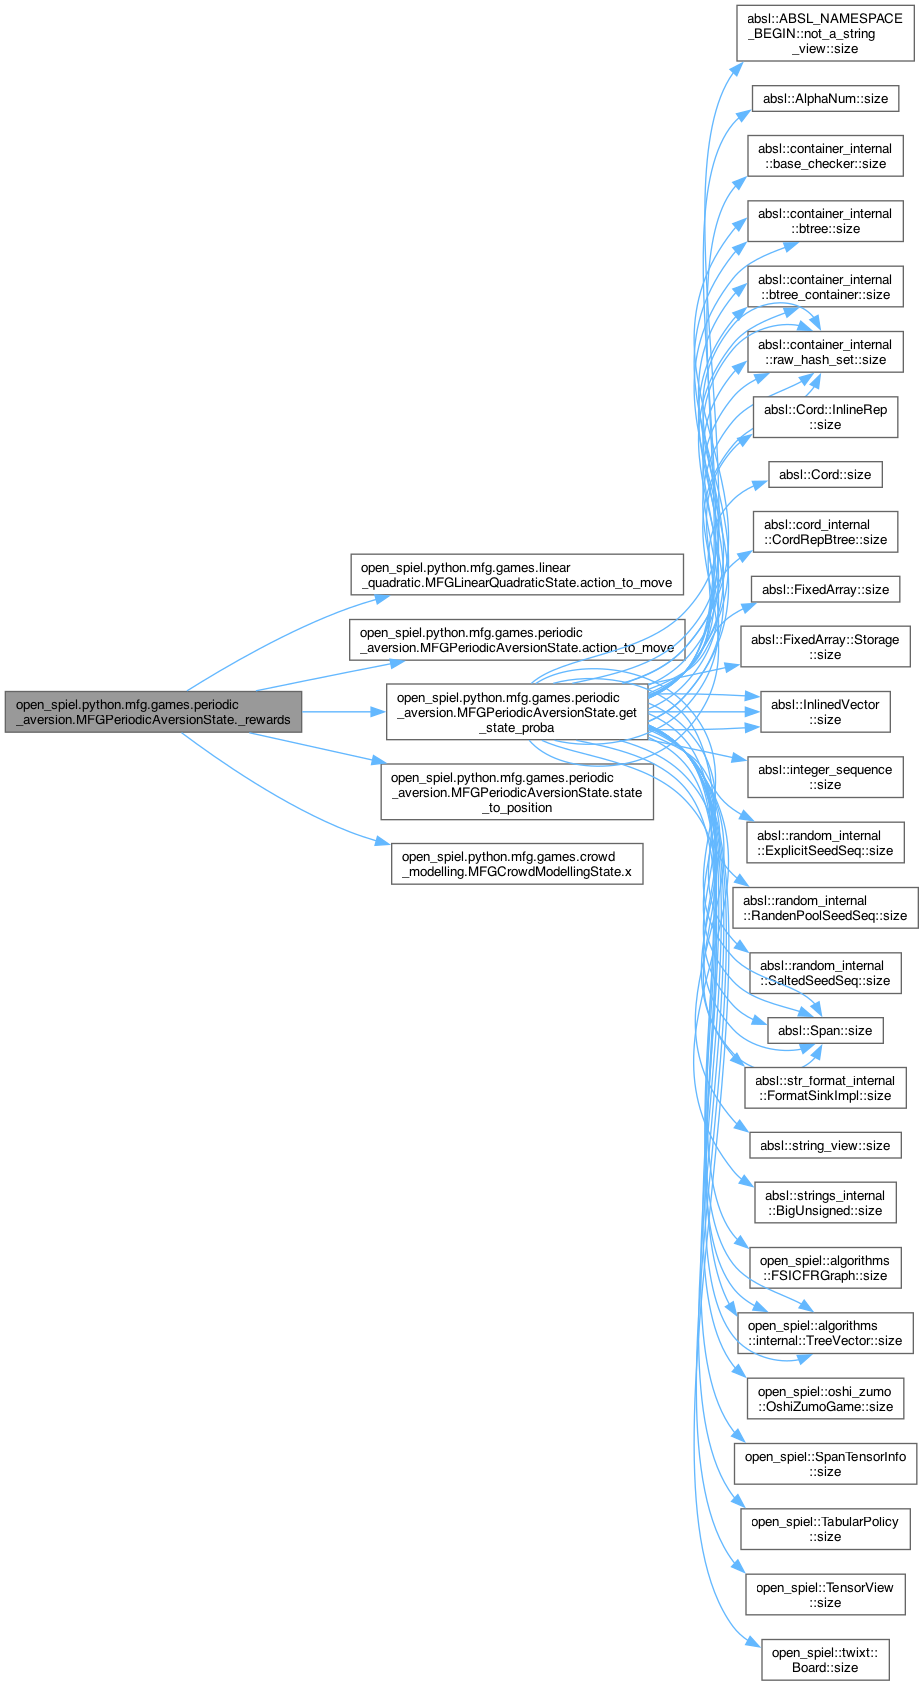 open_spiel.python.mfg.games.periodic
_aversion.MFGPeriodicAversionState._rewards
open_spiel.python.mfg.games.linear
_quadratic.MFGLinearQuadraticState.action_to_move
open_spiel.python.mfg.games.periodic
_aversion.MFGPeriodicAversionState.action_to_move
open_spiel.python.mfg.games.periodic
_aversion.MFGPeriodicAversionState.get
_state_proba
open_spiel.python.mfg.games.periodic
_aversion.MFGPeriodicAversionState.state
_to_position
open_spiel.python.mfg.games.crowd
_modelling.MFGCrowdModellingState.x
absl::ABSL_NAMESPACE
_BEGIN::not_a_string
_view::size
absl::AlphaNum::size
absl::container_internal
::base_checker::size
absl::container_internal
::btree::size
absl::container_internal
::btree_container::size
absl::container_internal
::raw_hash_set::size
absl::Cord::InlineRep
::size
absl::Cord::size
absl::cord_internal
::CordRepBtree::size
absl::FixedArray::size
absl::FixedArray::Storage
::size
absl::InlinedVector
::size
absl::integer_sequence
::size
absl::random_internal
::ExplicitSeedSeq::size
absl::random_internal
::RandenPoolSeedSeq::size
absl::random_internal
::SaltedSeedSeq::size
absl::Span::size
absl::str_format_internal
::FormatSinkImpl::size
absl::string_view::size
absl::strings_internal
::BigUnsigned::size
open_spiel::algorithms
::FSICFRGraph::size
open_spiel::algorithms
::internal::TreeVector::size
open_spiel::oshi_zumo
::OshiZumoGame::size
open_spiel::SpanTensorInfo
::size
open_spiel::TabularPolicy
::size
open_spiel::TensorView
::size
open_spiel::twixt::
Board::size